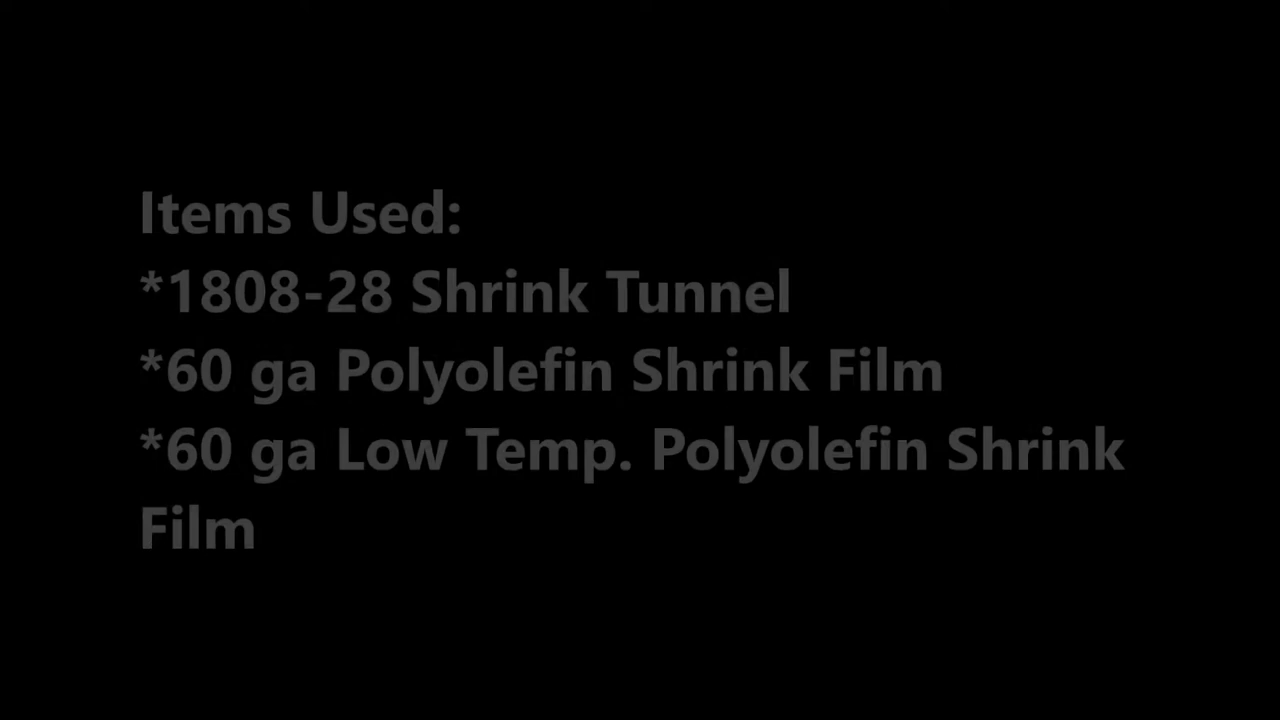 Items Used:
*1808-28 Shrink Tunnel
*60 ga Polyolefin Shrink Film
*60 ga Low Temp. Polyolefin Shrink
Film